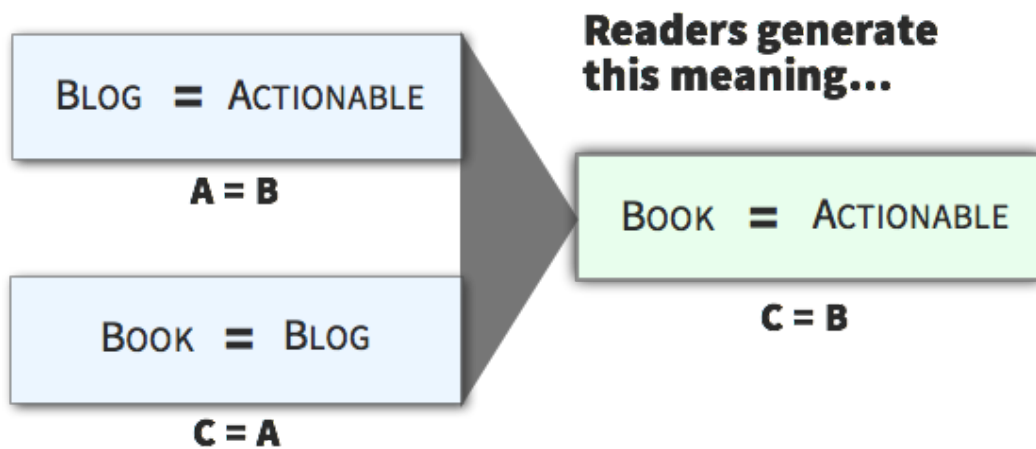 BLOG = ACTIONABLE
A = B
BOOK = BLOG
C = A
Readers generate
this meaning...
BOOK = ACTIONABLE
C = B